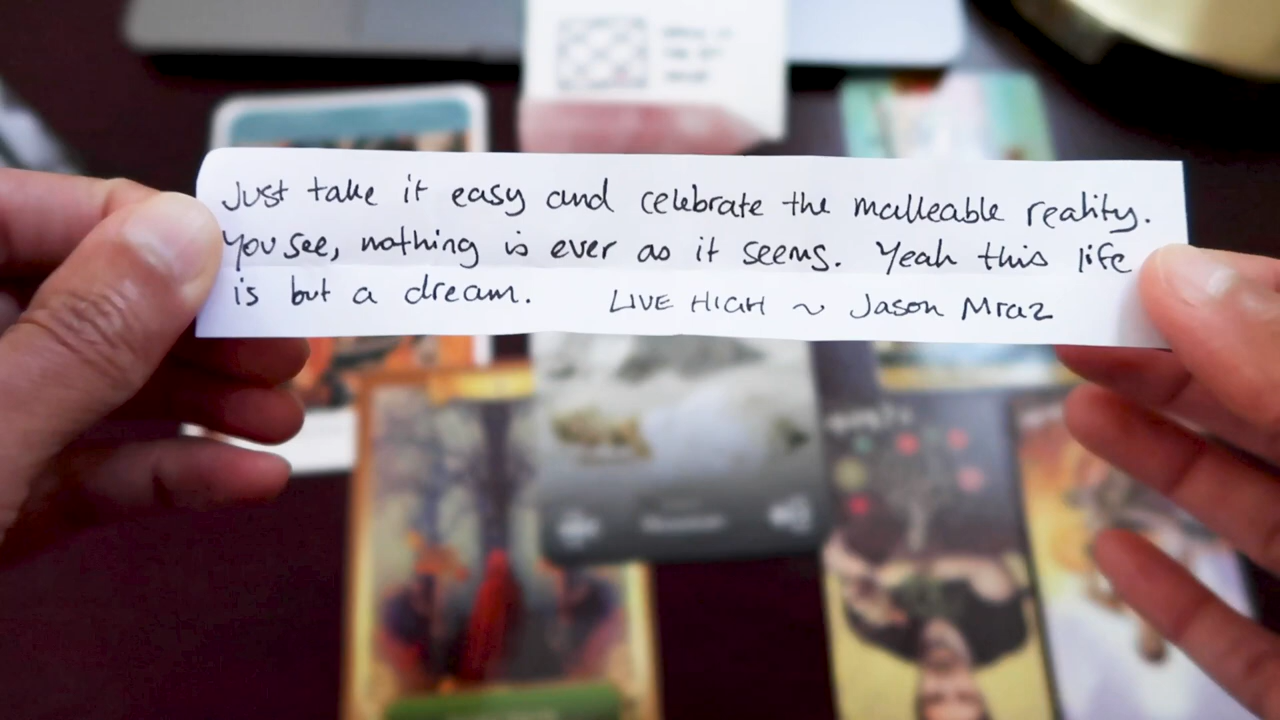 Just take it easy and celebrate the malleable reality.
You see, nothing is ever as it seems. Yeah this life
is but a dream. LIVE HIGH ~ Jason Mraz